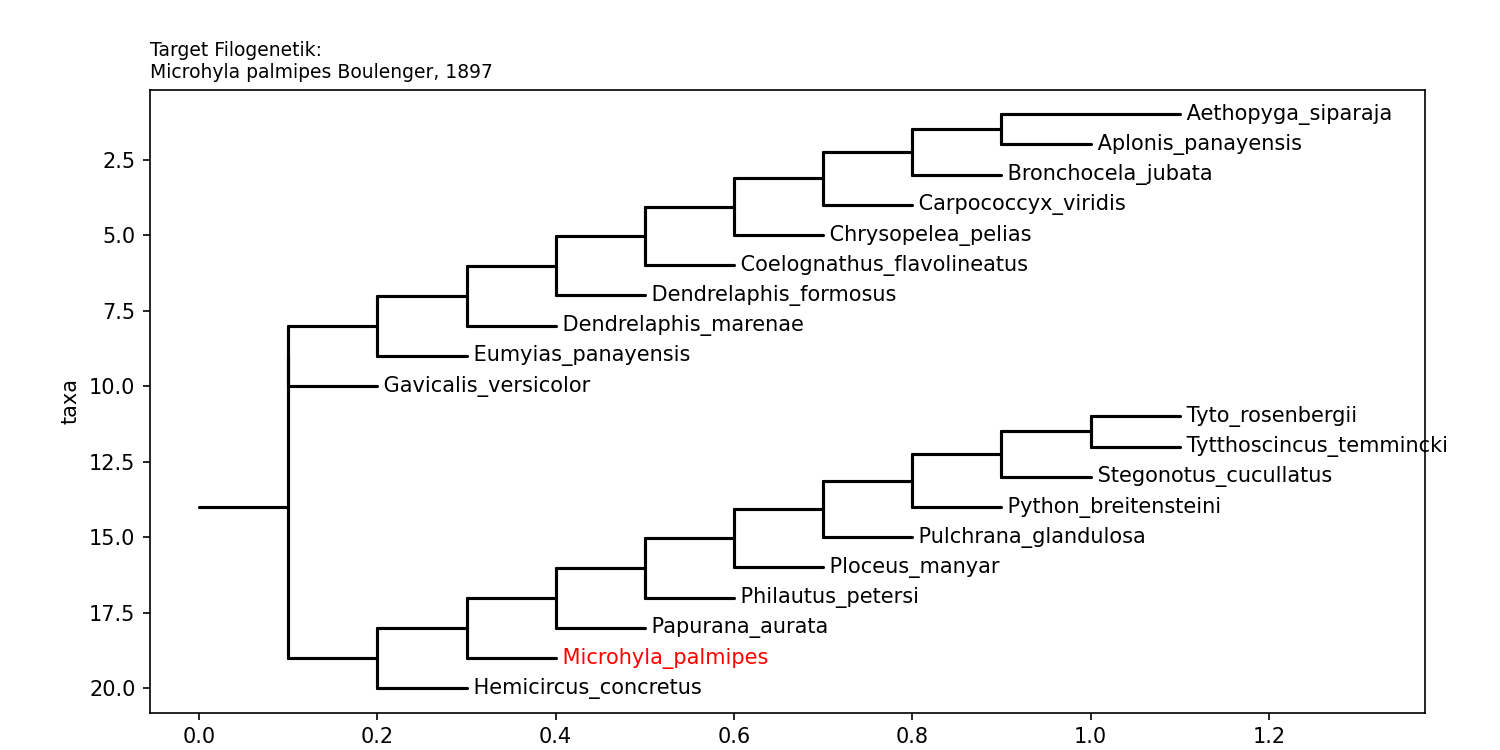 Target Filogenetik:
Microhyla palmipes Boulenger, 1897
Aethopyga_siparaja
Aplonis_panayensis
2.5
Bronchocela_jubata
Carpococcyx_viridis
5.0
Chrysopelea_pelias
Coelognathus_flavolineatus
Dendrelaphis_formosus
7.5
Dendrelaphis_marenae
Eumyias_panayensis
taxa
10.0
Gavicalis_versicolor
Tyto_rosenbergii
Tytthoscincus_temmincki
12.5
Stegonotus_cucullatus
Python_breitensteini
15.0
Pulchrana_glandulosa
Ploceus_manyar
Philautus_petersi
17.5
Papurana_aurata
Microhyla_palmipes
20.0
Hemicircus_concretus
0.0 0.2 0.4 0.6 0.8 1.0 1.2